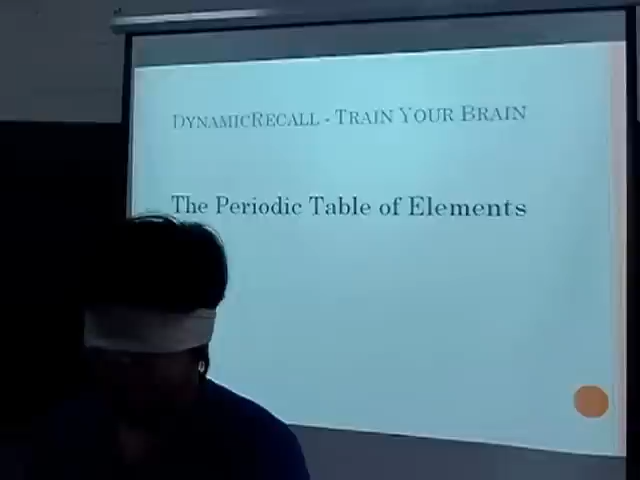 DYNAMICRECALL - TRAIN YOUR BRAIN
The Periodic Table of Elements